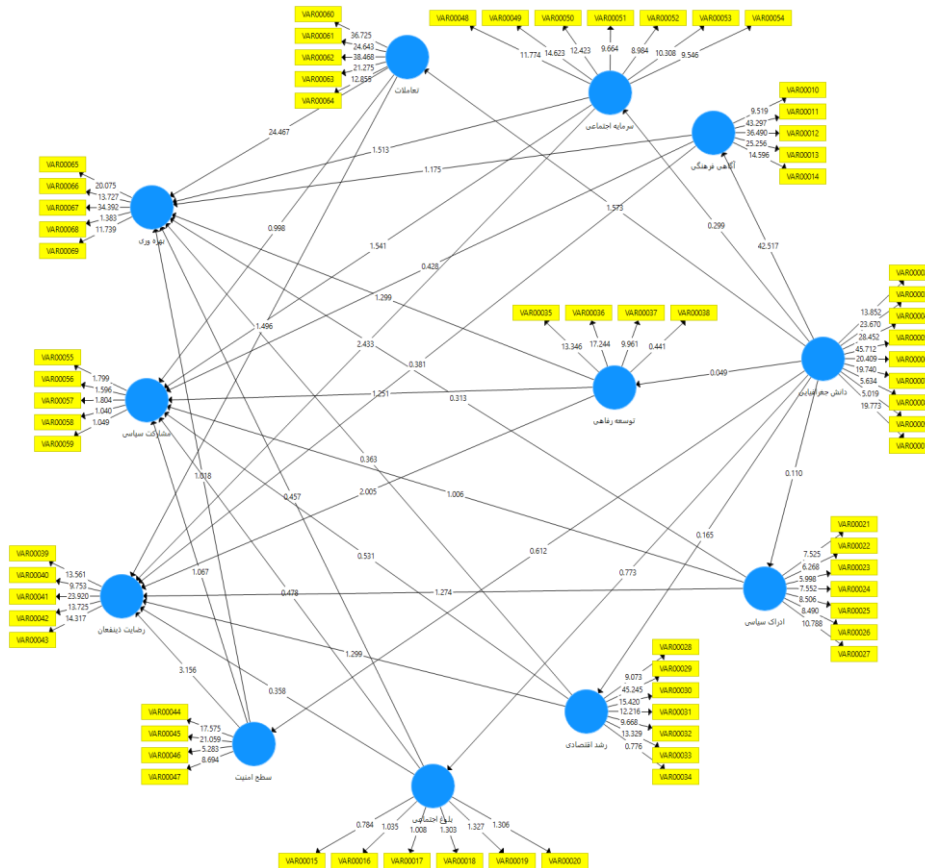 VAR00060
VAR00061
VAR00062
VAR00063
VAR00064
36.725
24.643
38.468
21.275
12.855
تعاملات
VAR00048
VAR00049
VAR00050
VAR00051
VAR00052
VAR00053
VAR00054
11.774
14.623
12.423
9.664
8.984
10.308
9.546
سرمایه اجتماعی
VAR00010
VAR00011
VAR00012
VAR00013
VAR00014
9.519
43.297
36.490
25.256
14.596
آگاهی فرهنگی
24.467
1.513
1.175
1.573
0.299
42.517
VAR00065
VAR00066
VAR00067
VAR00068
VAR00069
20.075
13.727
34.392
1.383
11.739
بهره وری
0.998
1.541
0.428
1.299
1.496
2.433
0.381
0.313
VAR00035
VAR00036
VAR00037
VAR00038
13.346
17.244
9.961
0.441
توسعه رفاهی
0.049
13.852
23.670
28.452
45.712
20.409
19.740
5.634
5.019
19.773
دانش جغرافیایی
VAR00055
VAR00056
VAR00057
VAR00058
VAR00059
1.799
1.596
1.804
1.040
1.049
مشارکت سیاسی
1.251
0.363
1.006
0.110
1.018
0.457
2.005
0.165
0.531
0.612
0.773
1.067
0.478
1.274
VAR00021
VAR00022
VAR00023
VAR00024
VAR00025
VAR00026
VAR00027
7.525
6.268
5.998
7.552
8.506
8.490
10.788
ادراک سیاسی
VAR00039
VAR00040
VAR00041
VAR00042
VAR00043
13.561
9.753
23.920
13.725
14.317
رضایت ذینفعان
3.156
0.358
1.299
VAR00028
VAR00029
VAR00030
VAR00031
VAR00032
VAR00033
VAR00034
9.073
45.245
15.420
12.216
9.668
13.329
0.776
رشد اقتصادی
VAR00044
VAR00045
VAR00046
VAR00047
17.575
21.059
5.283
8.694
سطح امنیت
بلوغ اجتماعی
0.784
1.035
1.008
1.303
1.327
1.306
VAR00015
VAR00016
VAR00017
VAR00018
VAR00019
VAR00020